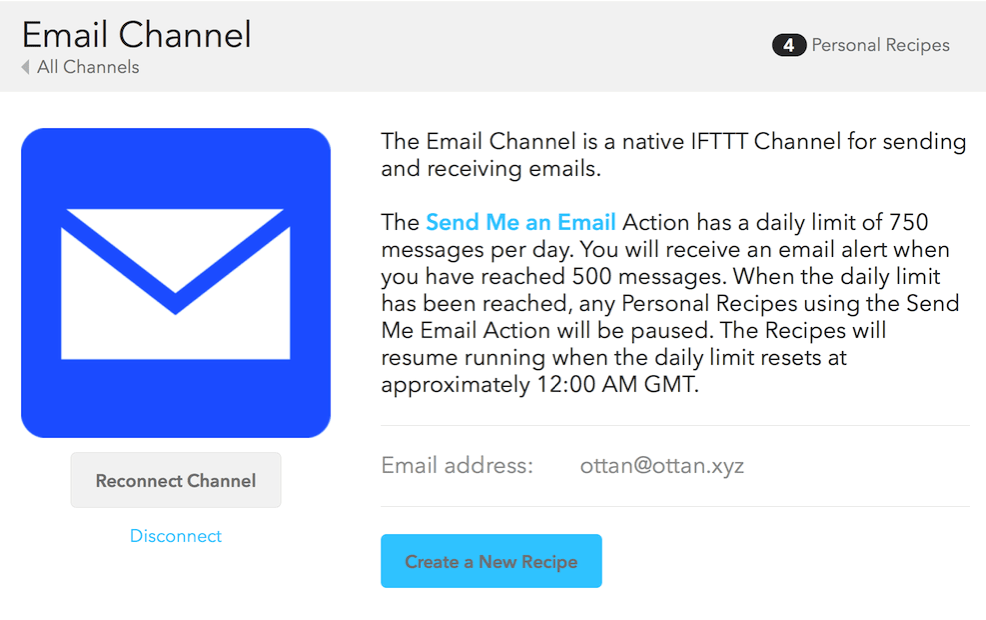 Email Channel
All Channels
4 Personal Recipes
The Email Channel is a native IFTTT Channel for sending
and receiving emails.
The Send Me an Email Action has a daily limit of 750
messages per day. You will receive an email alert when
you have reached 500 messages. When the daily limit
has been reached, any Personal Recipes using the Send
Me Email Action will be paused. The Recipes will
resume running when the daily limit resets at
approximately 12:00 AM GMT.
Reconnect Channel
Disconnect
Email address: ottan@ottan.xyz
Create a New Recipe